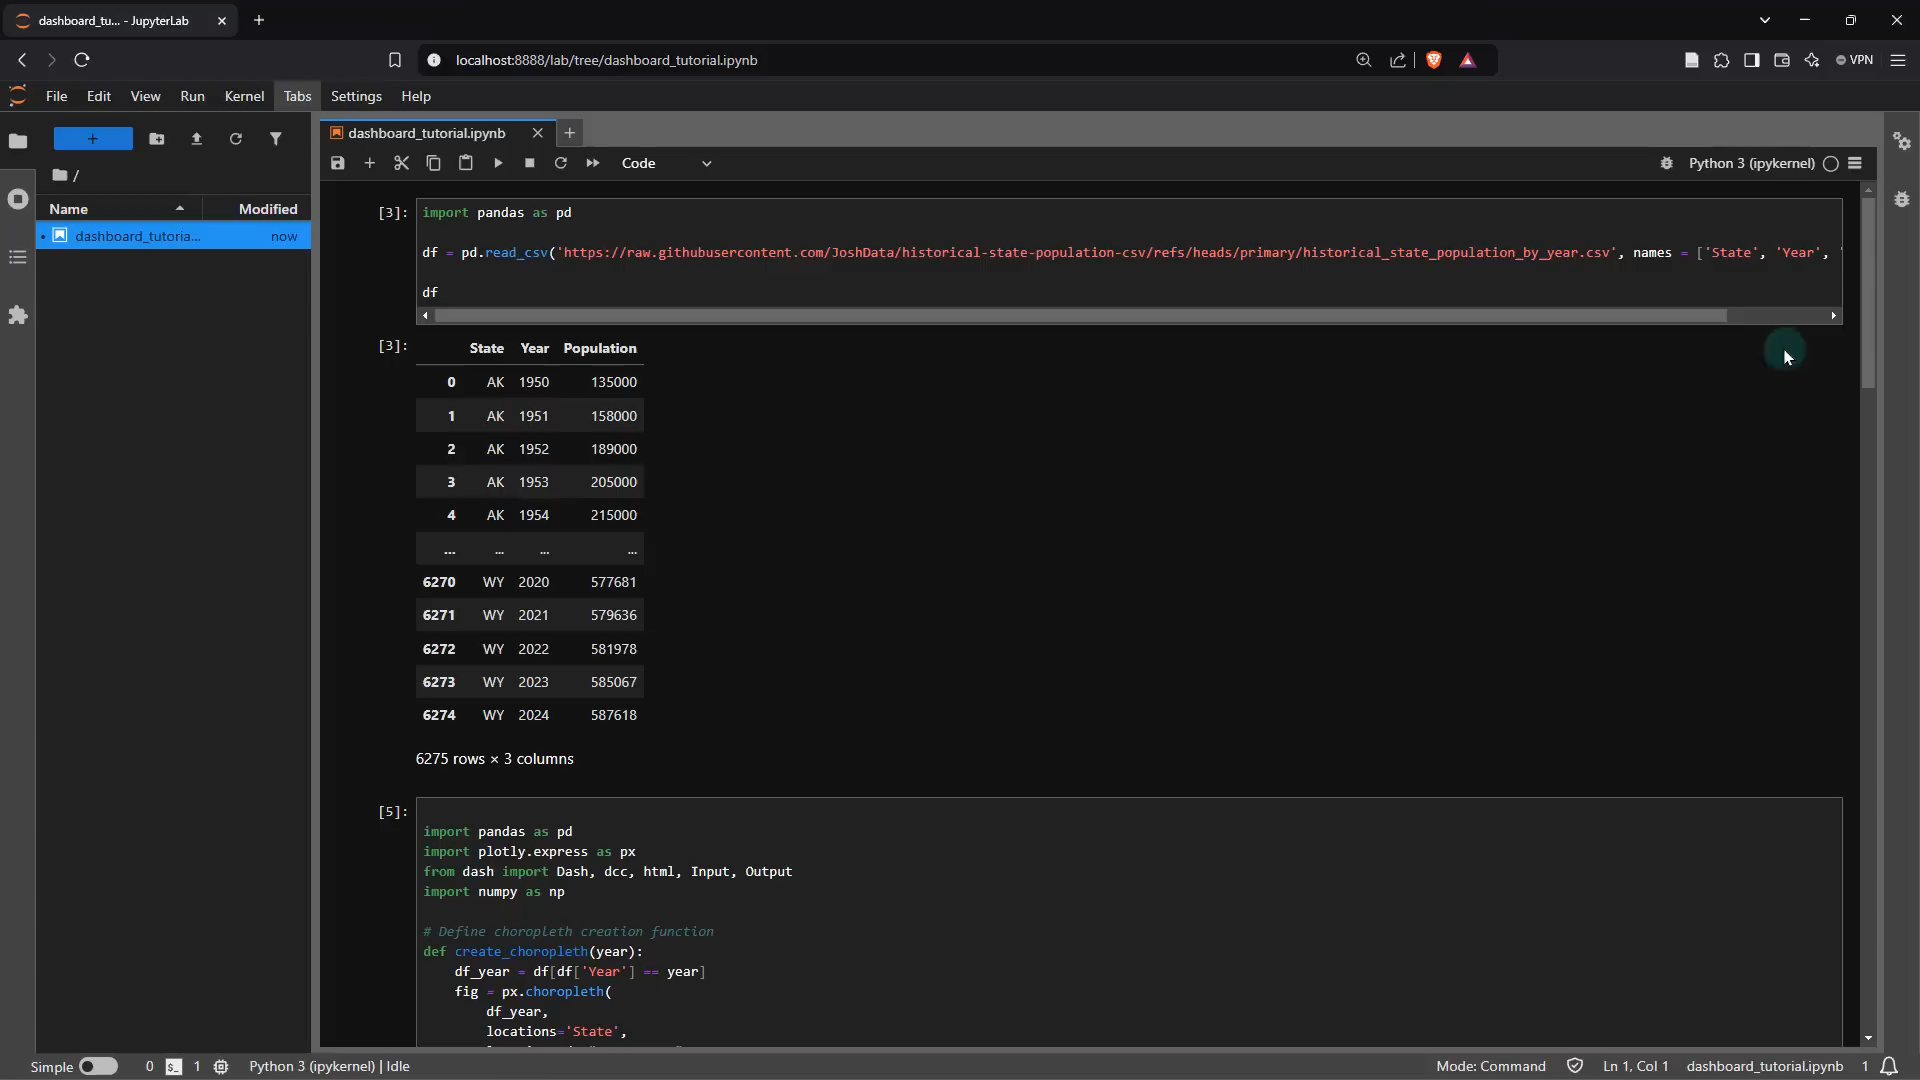 dashboard_tu... - JupyterLab
localhost:8888/lab/tree/dashboard_tutorial.ipynb
VPN
File Edit View Run Kernel Tabs Settings Help
dashboard_tutorial.ipynb
Code
Python 3 (ipykernel)
/
Name Modified
dashboard_tutoria... now
[3]:
import pandas as pd
df = pd.read_csv('https://raw.githubusercontent.com/JoshData/historical-state-population-csv/refs/heads/primary/historical_state_population_by_year.csv', names = ['State', 'Year', '
df
[3]:
State Year Population
0 AK 1950 135000
1 AK 1951 158000
2 AK 1952 189000
3 AK 1953 205000
4 AK 1954 215000
... ... ... ...
6270 WY 2020 577681
6271 WY 2021 579636
6272 WY 2022 581978
6273 WY 2023 585067
6274 WY 2024 587618
6275 rows × 3 columns
[5]:
import pandas as pd
import plotly.express as px
from dash import Dash, dcc, html, Input, Output
import numpy as np
# Define choropleth creation function
def create_choropleth(year):
df_year = df[df['Year'] == year]
fig = px.choropleth(
df_year,
locations='State',
Simple 0 1 Python 3 (ipykernel) | Idle
Mode: Command Ln 1, Col 1 dashboard_tutorial.ipynb 1